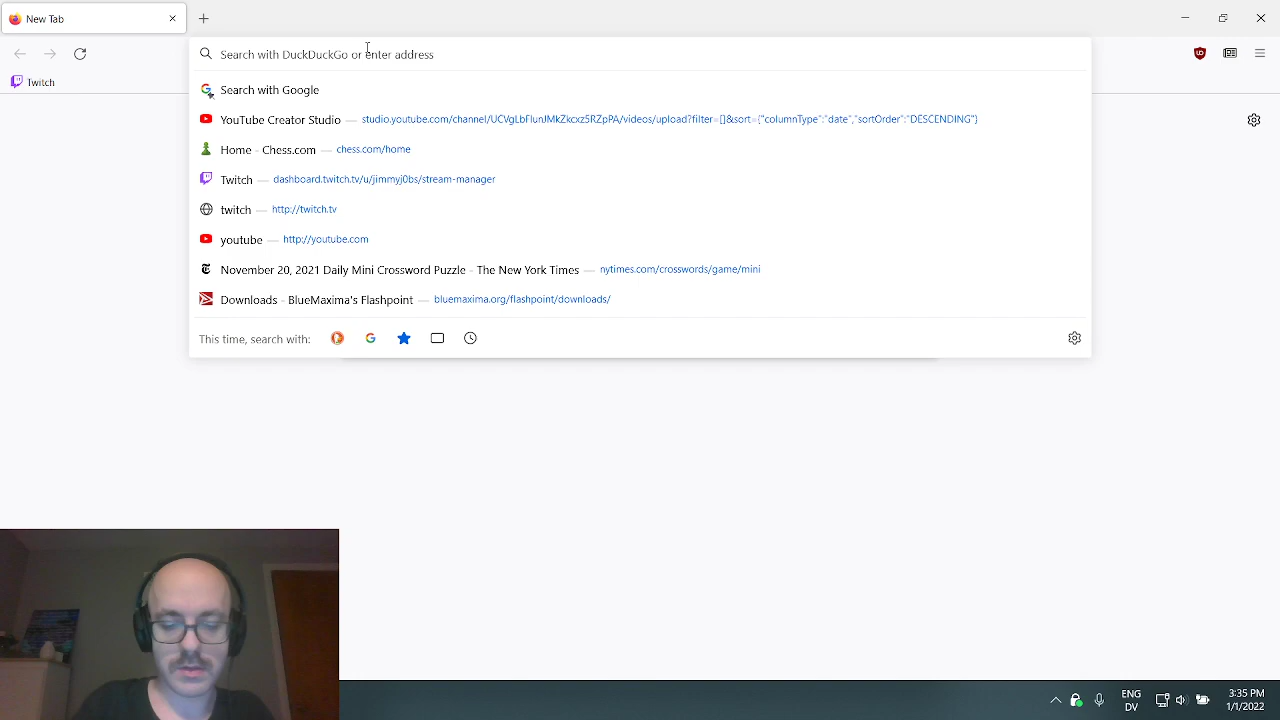 New Tab
Search with DuckDuckGo or enter address
Twitch
Search with Google
YouTube Creator Studio — studio.youtube.com/channel/UCVgLbFlunJMkZkcxz5RZpPA/videos/upload?filter=[]&sort={"columnType":"date","sortOrder":"DESCENDING"}
Home - Chess.com — chess.com/home
Twitch — dashboard.twitch.tv/u/jimmyj0bs/stream-manager
twitch — http://twitch.tv
youtube — http://youtube.com
November 20, 2021 Daily Mini Crossword Puzzle - The New York Times — nytimes.com/crosswords/game/mini
Downloads - BlueMaxima's Flashpoint — bluemaxima.org/flashpoint/downloads/
This time, search with:
ENG
DV
3:35 PM
1/1/2022